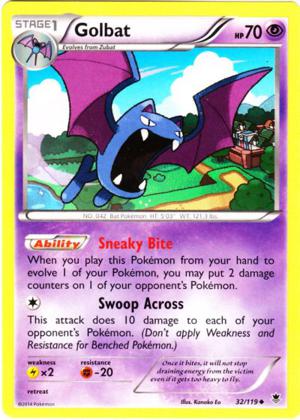 STAGE1
Golbat
HP70
Evolves from Zubat
NO. 042 Bat Pokémon HT: 5'03" WT: 121.3 lbs.
Ability Sneaky Bite
When you play this Pokémon from your hand to
evolve 1 of your Pokémon, you may put 2 damage
counters on 1 of your opponent's Pokémon.
Swoop Across
This attack does 10 damage to each of your
opponent's Pokémon. (Don't apply Weakness and
Resistance for Benched Pokémon.)
weakness resistance
×2 -20
retreat
Once it bites, it will not stop
draining energy from the victim
even if it gets too heavy to fly.
©2014 Pokémon
Illus. Kanako Eo
32/119